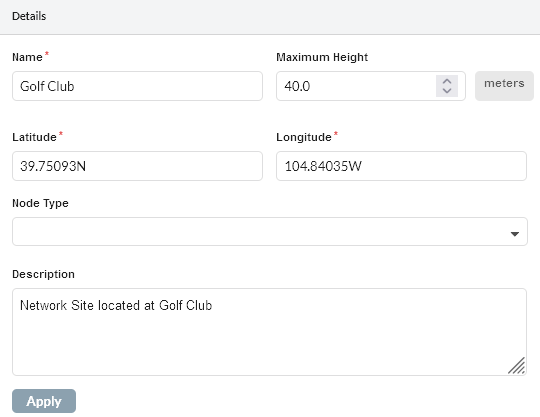 Details
Name*
Maximum Height
Golf Club
40.0
meters
Latitude*
Longitude*
39.75093N
104.84035W
Node Type
Description
Network Site located at Golf Club
Apply